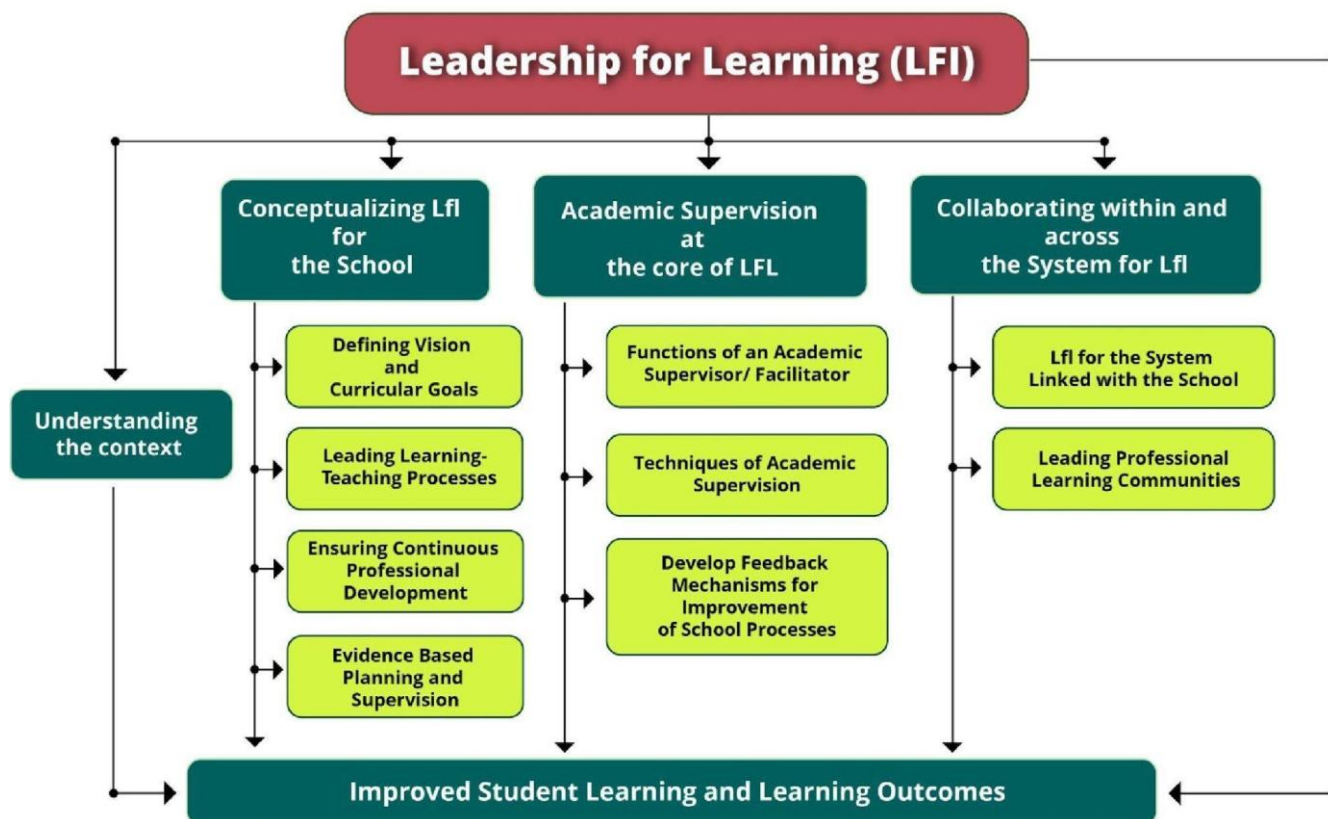 Leadership for Learning (LFI)
Conceptualizing Lfl
for
the School
Academic Supervision
at
the core of LFL
Collaborating within and
across
the System for Lfl
Understanding
the context
Defining Vision
and
Curricular Goals
Leading Learning-
Teaching Processes
Ensuring Continuous
Professional
Development
Evidence Based
Planning and
Supervision
Functions of an Academic
Supervisor/ Facilitator
Techniques of Academic
Supervision
Develop Feedback
Mechanisms for
Improvement
of School Processes
Lfl for the System
Linked with the School
Leading Professional
Learning Communities
Improved Student Learning and Learning Outcomes